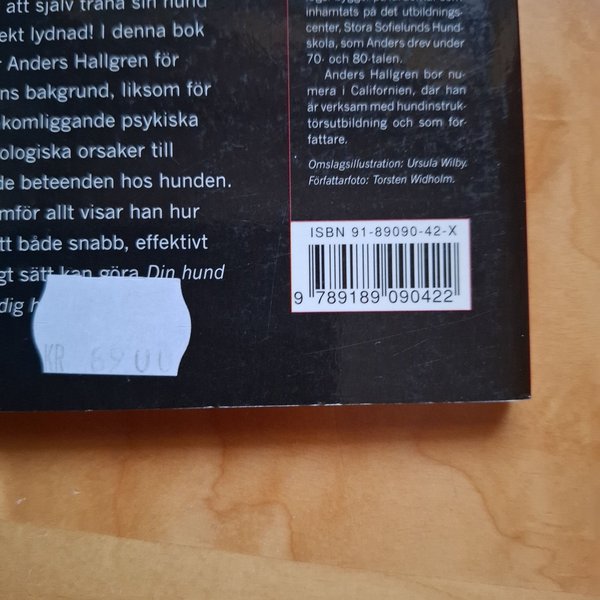 att själv träna sin hund
ekt lydnad! I denna bok
Anders Hallgren för
ns bakgrund, liksom för
komliggande psykiska
ologiska orsaker till
de beteenden hos hunden.
mför allt visar han hur
tt både snabb, effektivt
gt sätt kan göra Din hund
dig
KR 69 00
inhämtats på det utbildnings-
center, Stora Sofielunds Hund-
skola, som Anders drev under
70- och 80-talen.
Anders Hallgren bor nu-
mera i Californien, där han
är verksam med hundinstruk-
törsutbildning och som för-
fattare.
Omslagsillustration: Ursula Wilby.
Författarfoto: Torsten Widholm.
ISBN 91-89090-42-X
9 789189 090422